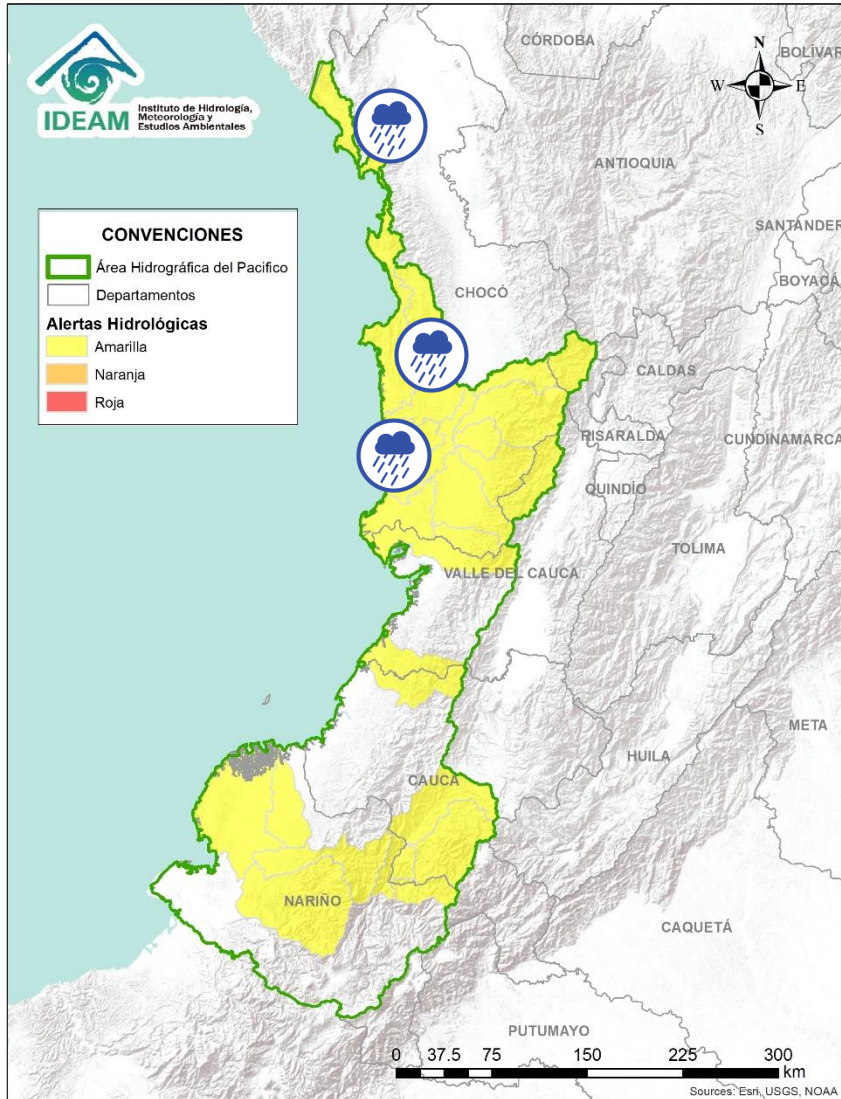 IDEAM
Instituto de Hidrología,
Meteorología y
Estudios Ambientales
CÓRDOBA
BOLÍVAR
N
W
E
S
ANTIOQUIA
SANTANDER
BOYACÁ
CONVENCIONES
Área Hidrográfica del Pacifico
Departamentos
Alertas Hidrológicas
Amarilla
Naranja
Roja
CHOCÓ
CALDAS
RISARALDA
CUNDINAMARCA
QUINDÍO
TOLIMA
VALLE DEL CAUCA
META
HUILA
CAUCA
NARIÑO
CAQUETÁ
PUTUMAYO
0 37.5 75 150 225 300
km
Sources: Esri, USGS, NOAA